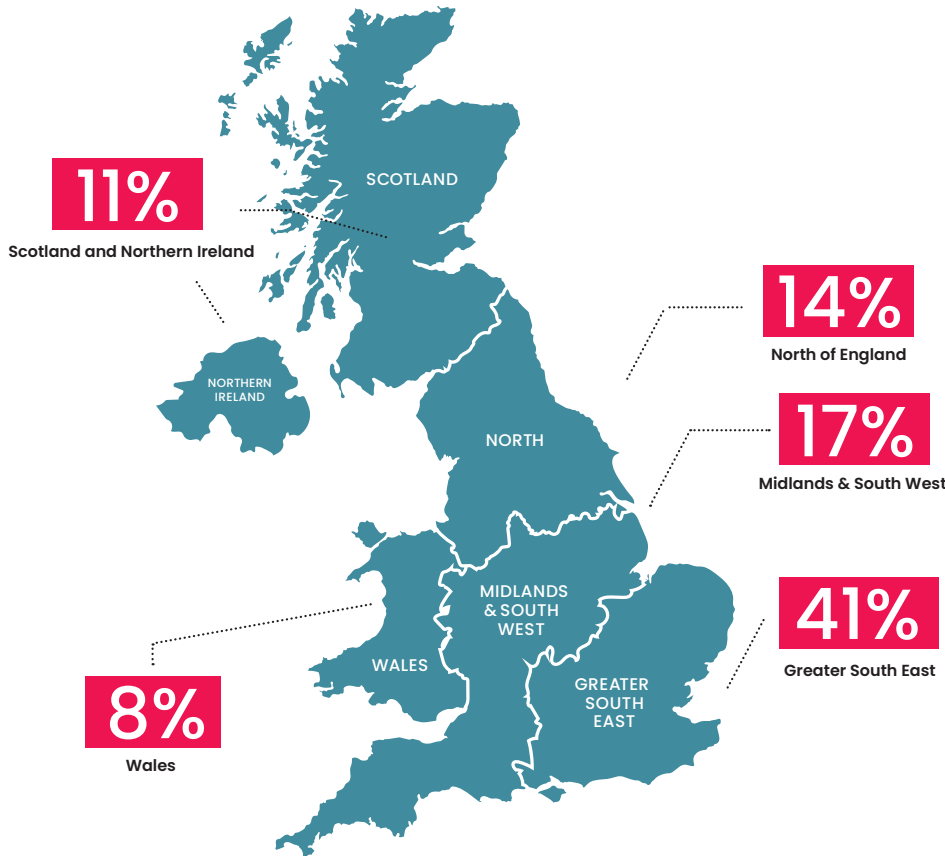 SCOTLAND
11%
Scotland and Northern Ireland
14%
North of England
NORTHERN
IRELAND
17%
NORTH
Midlands & South West
MIDLANDS
& SOUTH
WEST
41%
WALES
Greater South East
GREATER
SOUTH
EAST
8%
Wales